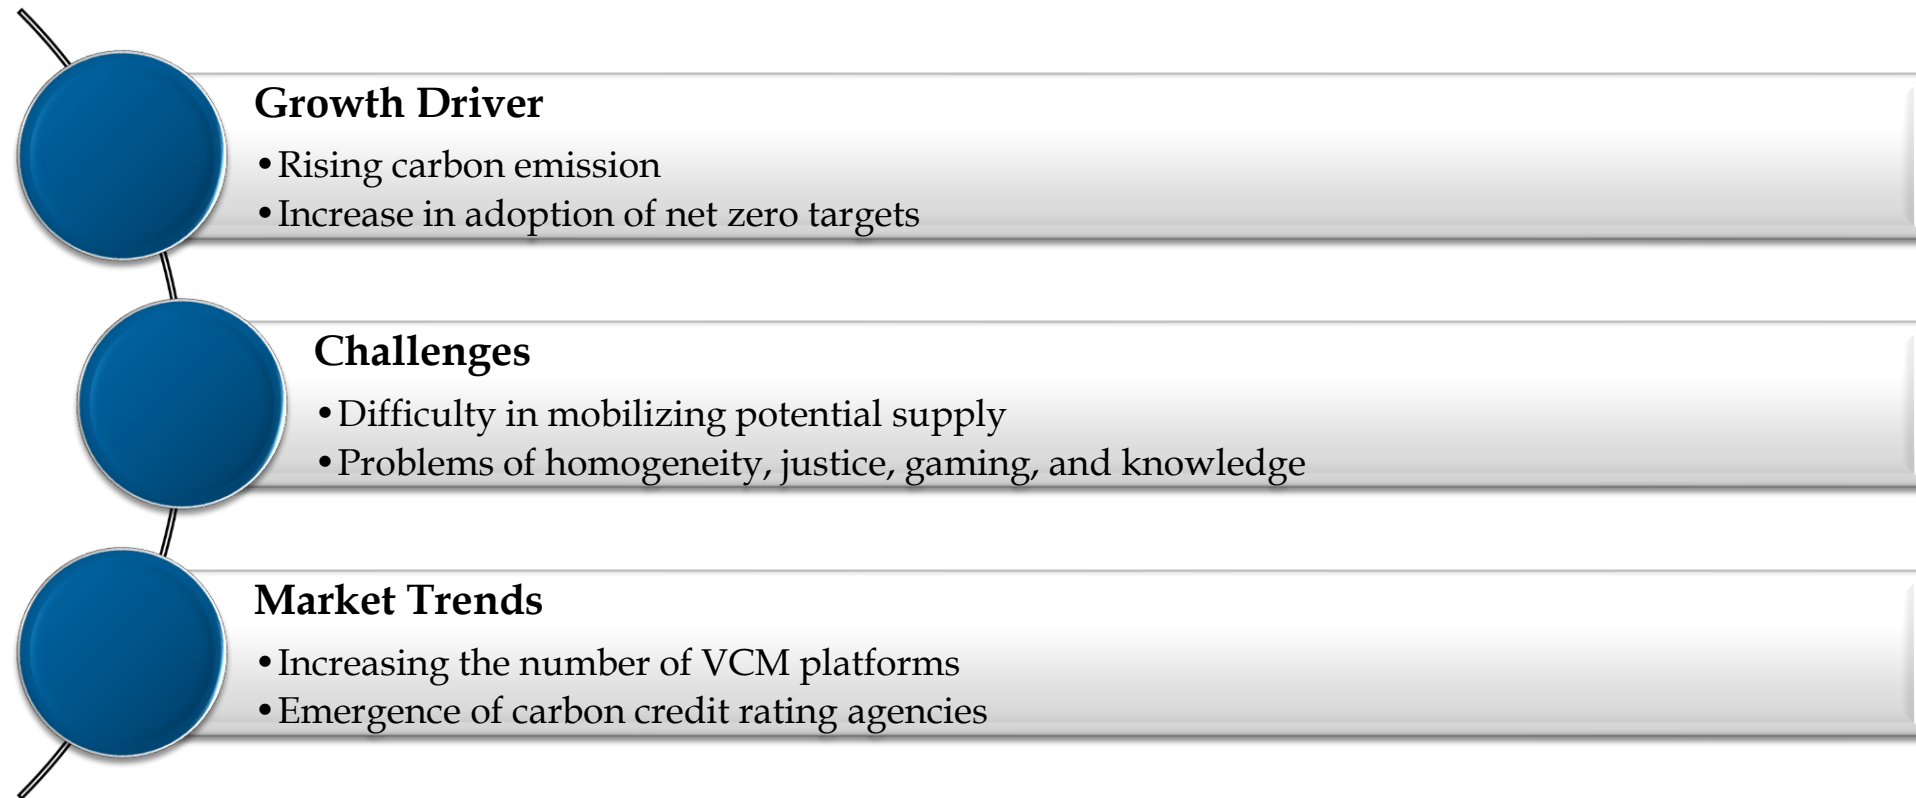 Growth Driver
•Rising carbon emission
•Increase in adoption of net zero targets
Challenges
•Difficulty in mobilizing potential supply
•Problems of homogeneity, justice, gaming, and knowledge
Market Trends
•Increasing the number of VCM platforms
•Emergence of carbon credit rating agencies